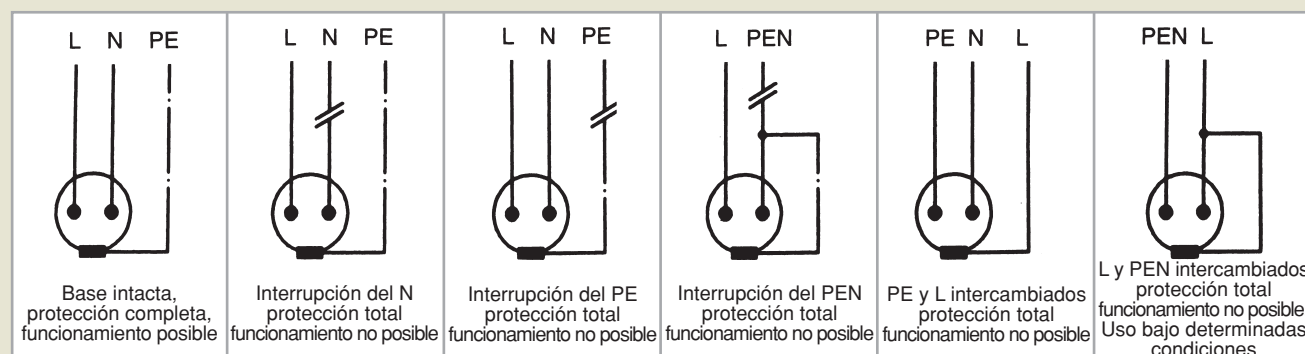 L N PE
Base intacta,
protección completa,
funcionamiento posible
L N PE
Interrupción del N
protección total
funcionamiento no posible
L N PE
Interrupción del PE
protección total
funcionamiento no posible
L PEN
Interrupción del PEN
protección total
funcionamiento no posible
PE N L
PE y L intercambiados
protección total
funcionamiento no posible
PEN L
L y PEN intercambiados
protección total
funcionamiento no posible
Uso bajo determinadas
condiciones